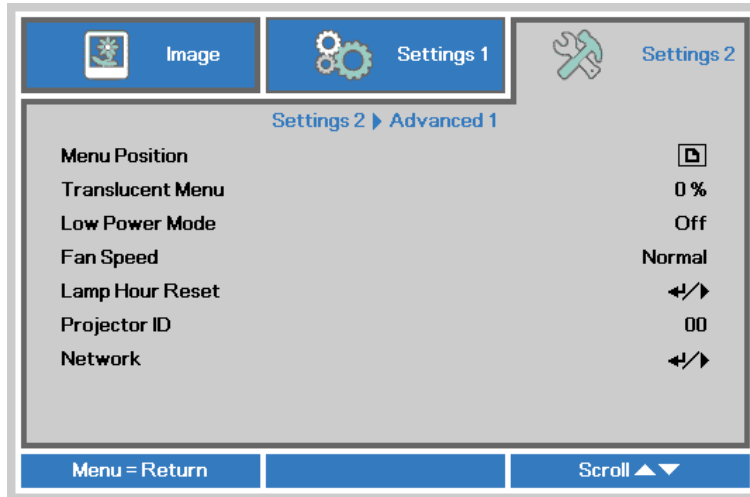 Image
Settings 1
Settings 2
Settings 2 Advanced 1
Menu Position
Translucent Menu 0 %
Low Power Mode Off
Fan Speed Normal
Lamp Hour Reset
Projector ID 00
Network
Menu = Return
Scroll